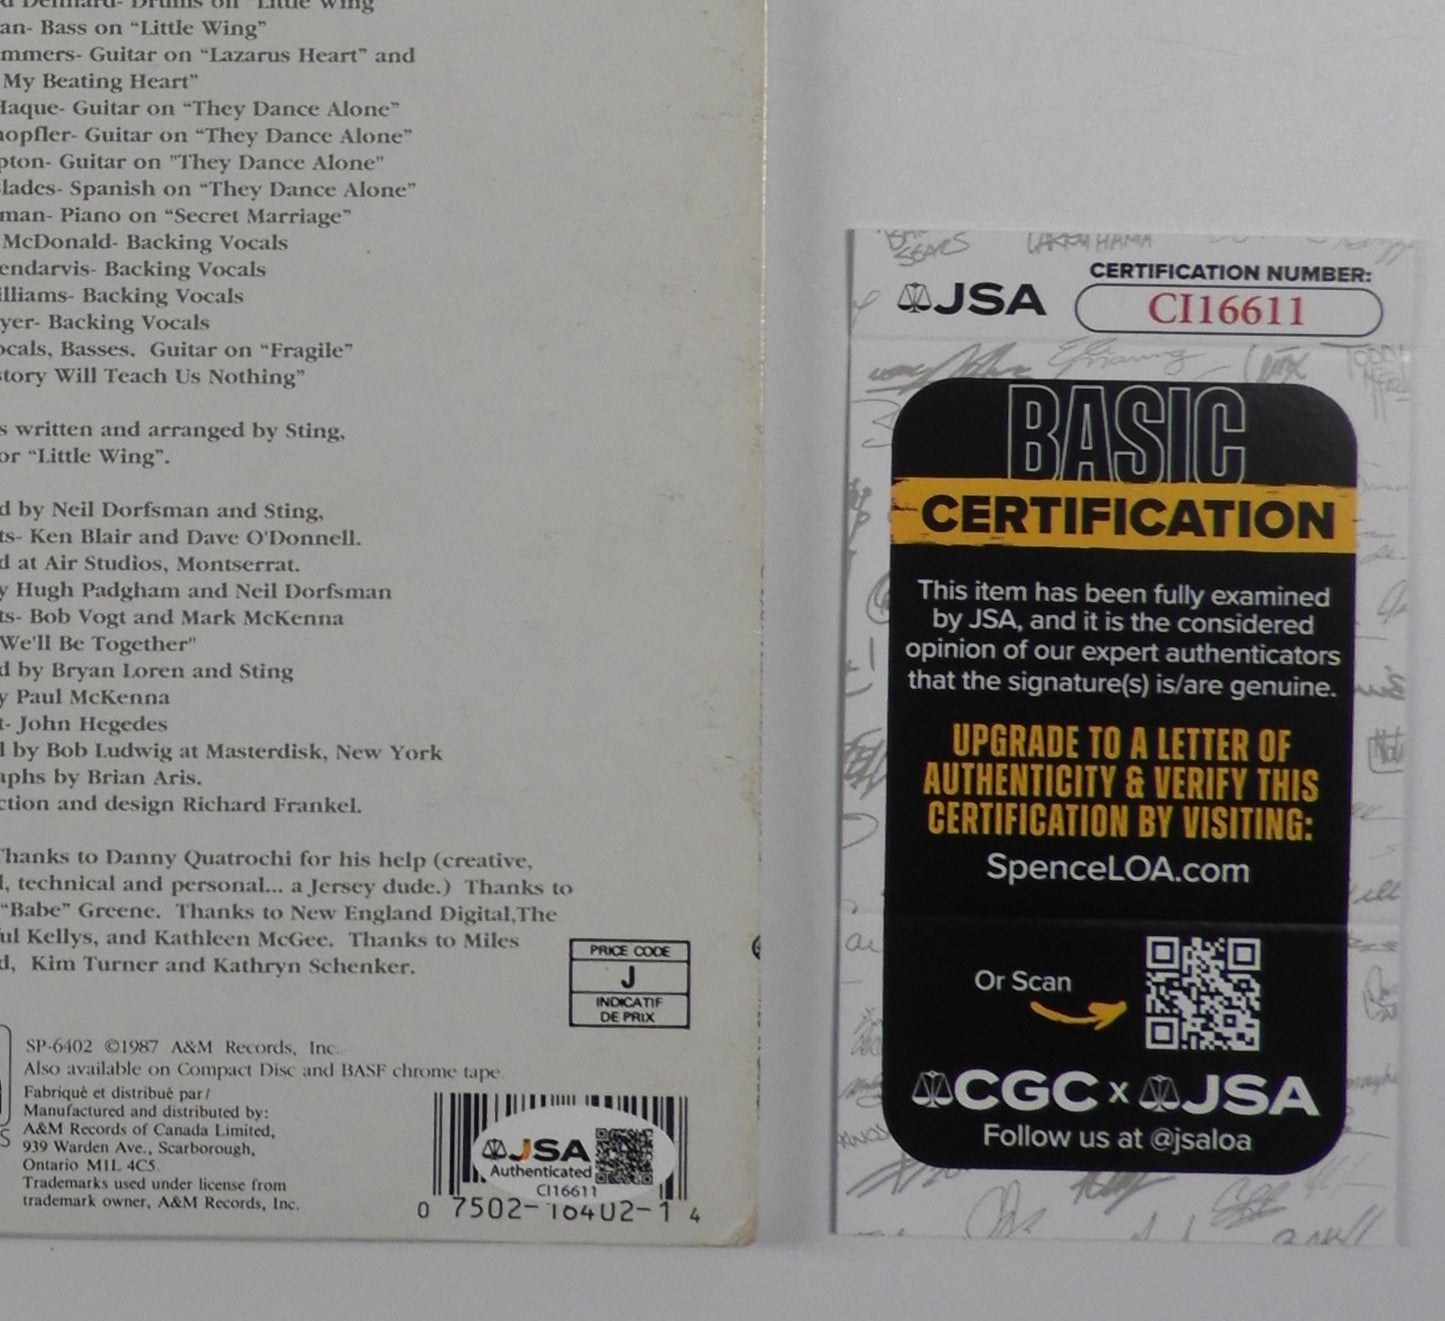 Drums on "Little Wing"
an- Bass on “Little Wing”
mmers- Guitar on “Lazarus Heart” and
My Beating Heart”
Haque- Guitar on “They Dance Alone”
nopfler- Guitar on “They Dance Alone”
pton- Guitar on "They Dance Alone"
lades- Spanish on “They Dance Alone”
man- Piano on “Secret Marriage”
McDonald- Backing Vocals
endarvis- Backing Vocals
illiams- Backing Vocals
yer- Backing Vocals
ocals, Basses. Guitar on “Fragile”
story Will Teach Us Nothing”
s written and arranged by Sting,
or “Little Wing”.
d by Neil Dorfsman and Sting,
ts- Ken Blair and Dave O'Donnell.
d at Air Studios, Montserrat.
y Hugh Padgham and Neil Dorfsman
ts- Bob Vogt and Mark McKenna
We'll Be Together"
d by Bryan Loren and Sting
y Paul McKenna
t- John Hegedes
d by Bob Ludwig at Masterdisk, New York
aphs by Brian Aris.
ction and design Richard Frankel.
Thanks to Danny Quatrochi for his help (creative,
l, technical and personal... a Jersey dude.) Thanks to
“Babe” Greene. Thanks to New England Digital,The
ul Kellys, and Kathleen McGee. Thanks to Miles
d, Kim Turner and Kathryn Schenker.
PRICE CODE
J
INDICATIF
DE PRIX
SP-6402 ©1987 A&M Records, Inc.
Also available on Compact Disc and BASF chrome tape.
Fabriqué et distribué par/
Manufactured and distributed by:
A&M Records of Canada Limited,
939 Warden Ave., Scarborough,
Ontario M1L 4C5.
Trademarks used under license from
trademark owner, A&M Records, Inc.
JSA
Authenticated
CI16611
0 7502-16402-1 4
JSA
CERTIFICATION NUMBER:
CI16611
BASIC
CERTIFICATION
This item has been fully examined
by JSA, and it is the considered
opinion of our expert authenticators
that the signature(s) is/are genuine.
UPGRADE TO A LETTER OF
AUTHENTICITY & VERIFY THIS
CERTIFICATION BY VISITING:
SpenceLOA.com
Or Scan
CGC x JSA
Follow us at @jsaloa